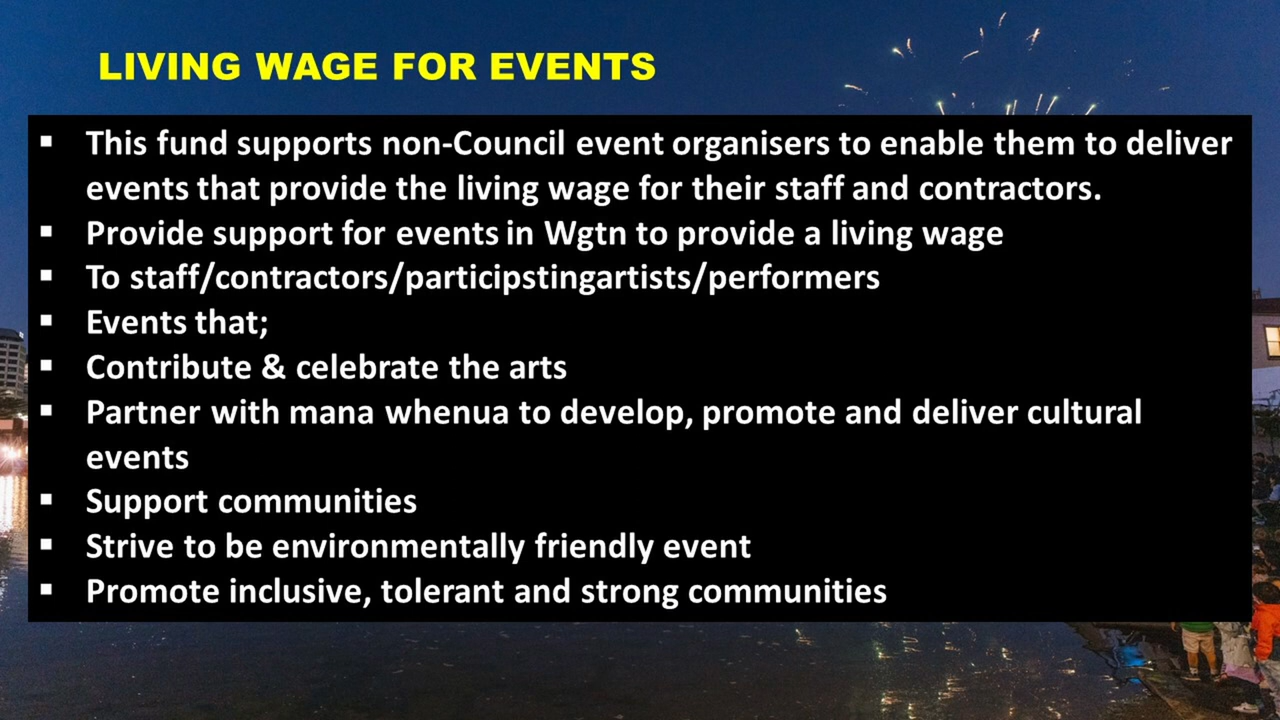 LIVING WAGE FOR EVENTS
▪ This fund supports non-Council event organisers to enable them to deliver
events that provide the living wage for their staff and contractors.
▪ Provide support for events in Wgtn to provide a living wage
▪ To staff/contractors/participstingartists/performers
▪ Events that;
▪ Contribute & celebrate the arts
▪ Partner with mana whenua to develop, promote and deliver cultural
events
▪ Support communities
▪ Strive to be environmentally friendly event
▪ Promote inclusive, tolerant and strong communities